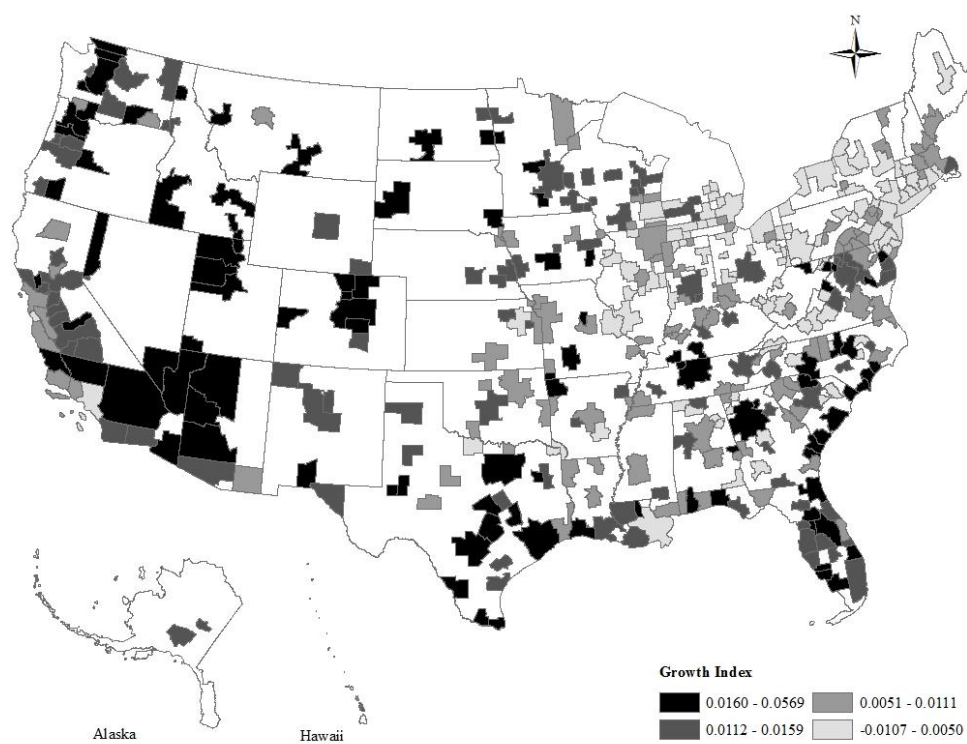 N
Growth Index
0.0160 - 0.0569 0.0051 - 0.0111
0.0112 - 0.0159 -0.0107 - 0.0050
Alaska Hawaii